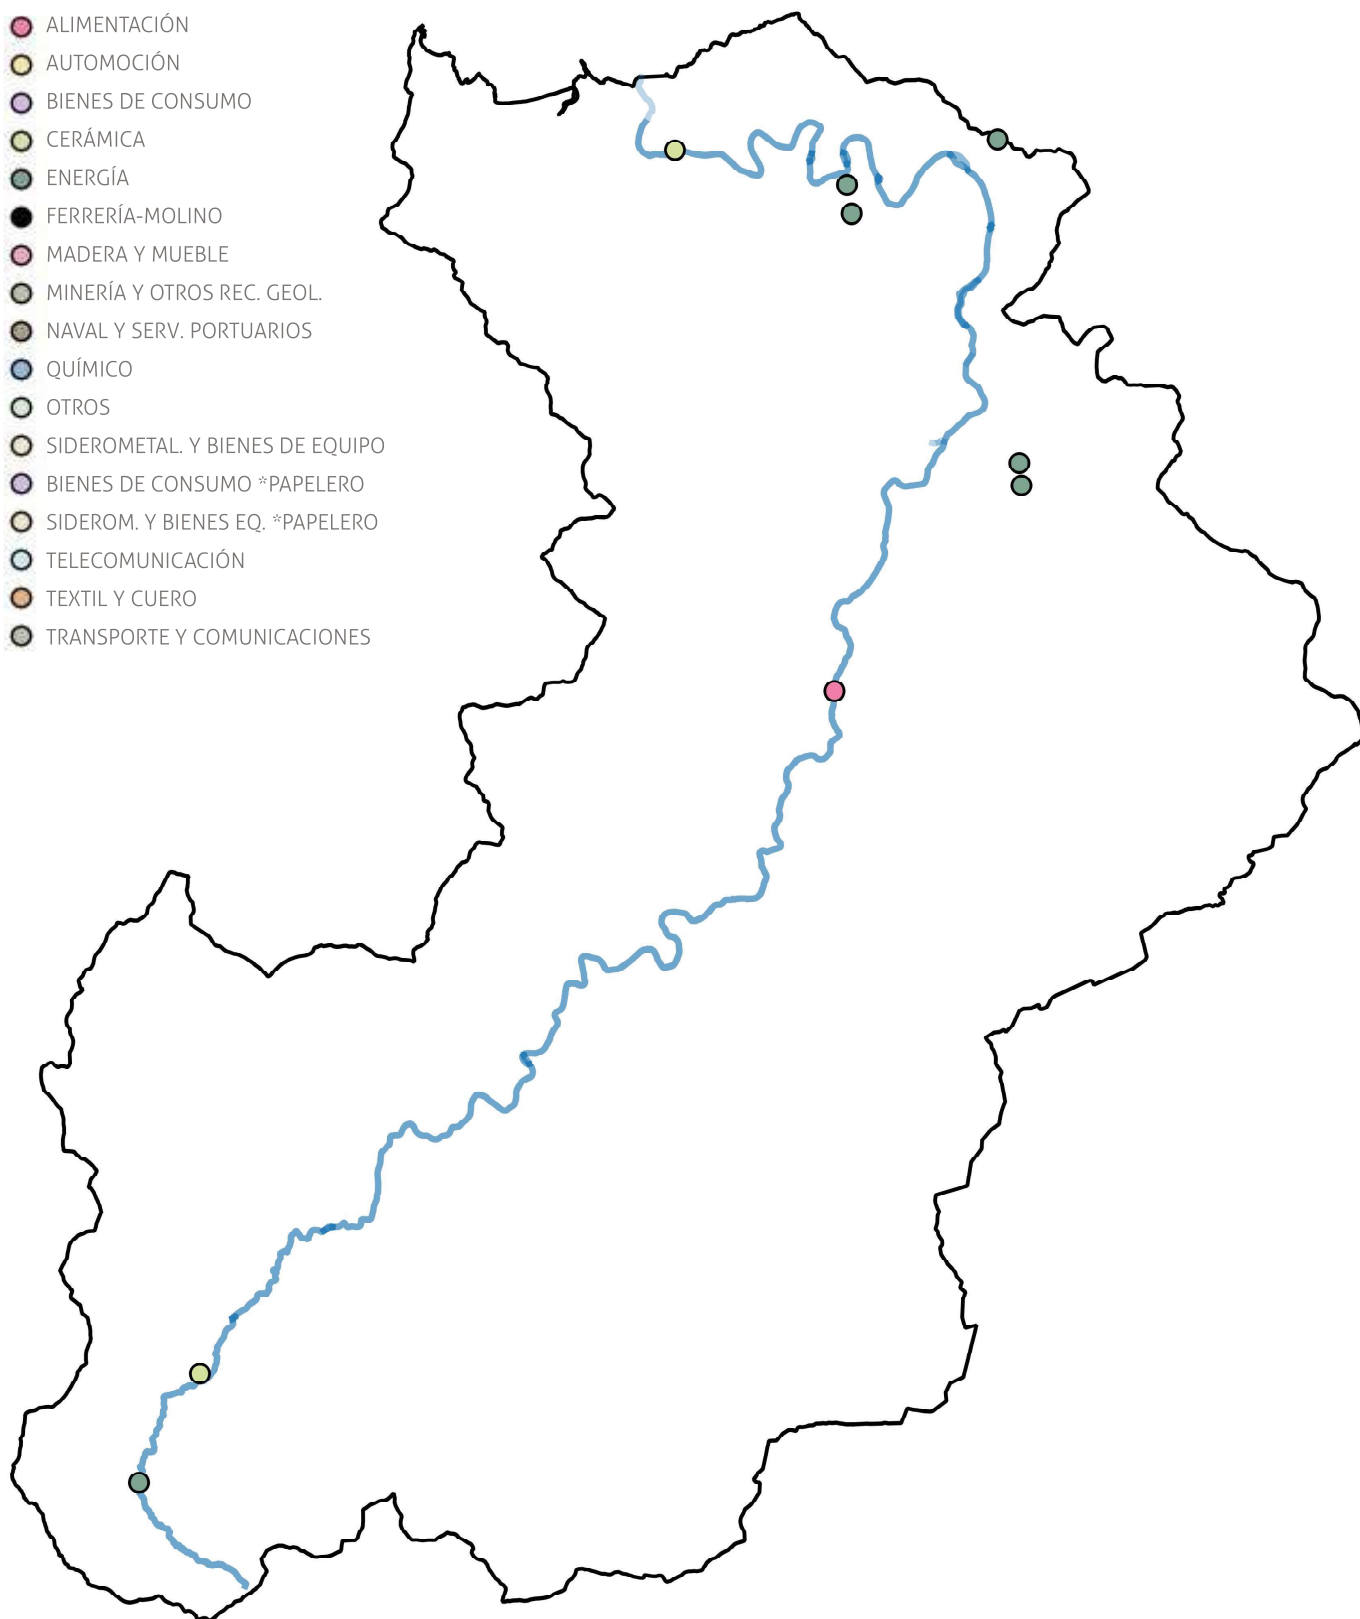 ALIMENTACIÓN
AUTOMOCIÓN
BIENES DE CONSUMO
CERÁMICA
ENERGÍA
FERRERÍA-MOLINO
MADERA Y MUEBLE
MINERÍA Y OTROS REC. GEOL.
NAVAL Y SERV. PORTUARIOS
QUÍMICO
OTROS
SIDEROMETAL. Y BIENES DE EQUIPO
BIENES DE CONSUMO *PAPELERO
SIDEROM. Y BIENES EQ. *PAPELERO
TELECOMUNICACIÓN
TEXTIL Y CUERO
TRANSPORTE Y COMUNICACIONES